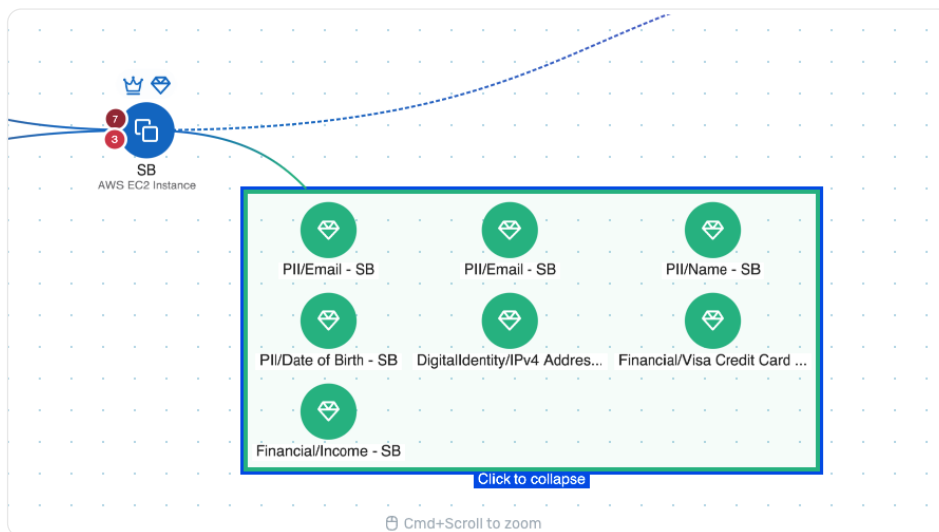 7
3
SB
AWS EC2 Instance
PII/Email - SB
PII/Email - SB
PII/Name - SB
PII/Date of Birth - SB
DigitalIdentity/IPv4 Addres...
Financial/Visa Credit Card ...
Financial/Income - SB
Click to collapse
Cmd+Scroll to zoom